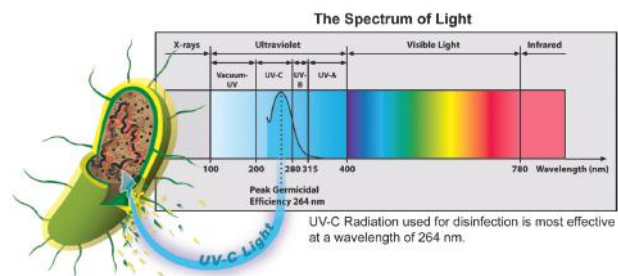 The Spectrum of Light
X-rays Ultraviolet Visible Light Infrared
Vacuum-
UV
UV-C
UV-
B
UV-A
100 200 280 315 400 780 Wavelength (nm)
Peak Germicidal
Efficiency 264 nm
UV-C Light
UV-C Radiation used for disinfection is most effective
at a wavelength of 264 nm.